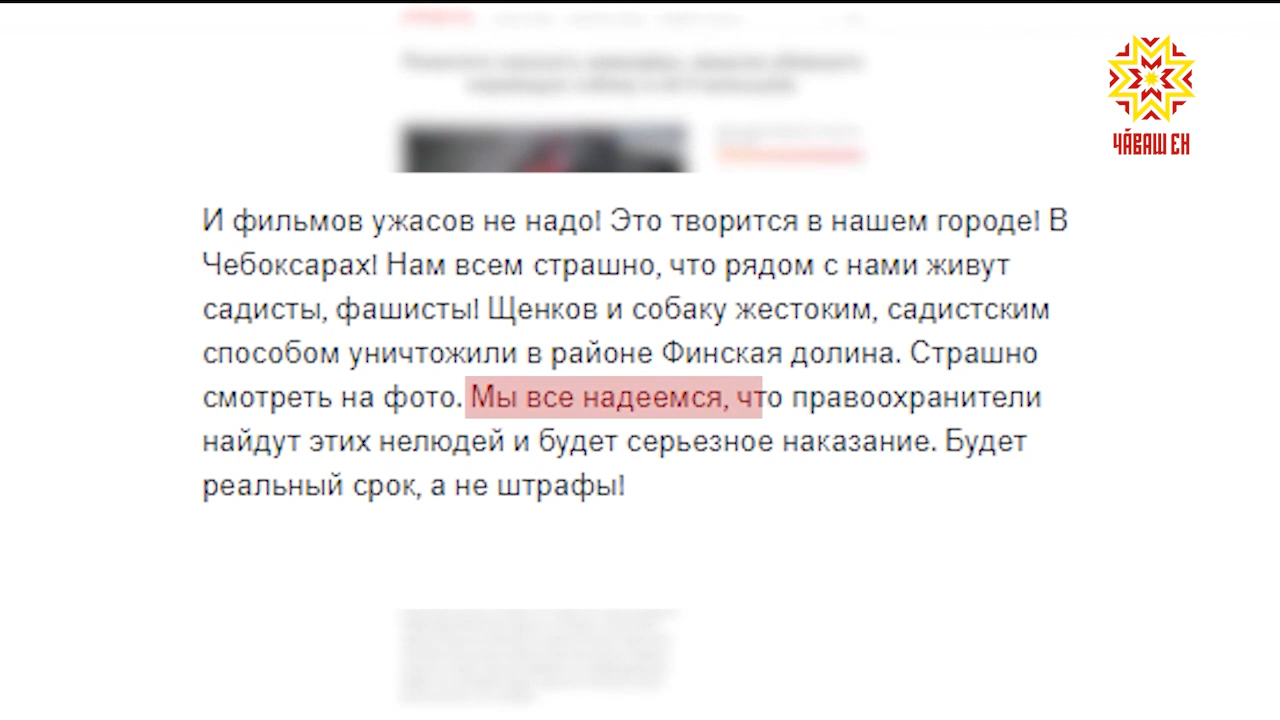 ЧӐВАШ ЕН
И фильмов ужасов не надо! Это творится в нашем городе! В
Чебоксарах! Нам всем страшно, что рядом с нами живут
садисты, фашисты! Щенков и собаку жестоким, садистским
способом уничтожили в районе Финская долина. Страшно
смотреть на фото. Мы все надеемся, что правоохранители
найдут этих нелюдей и будет серьезное наказание. Будет
реальный срок, а не штрафы!